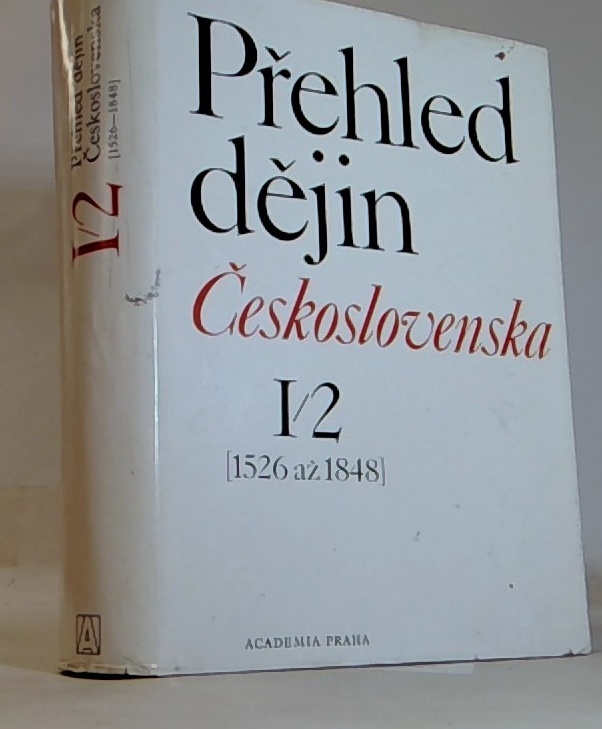 Přehled
dějin
Československa
I/2
[1526 až 1848]
ACADEMIA PRAHA
Přehled dějin
Československa
[1526—1848]
I/2
A